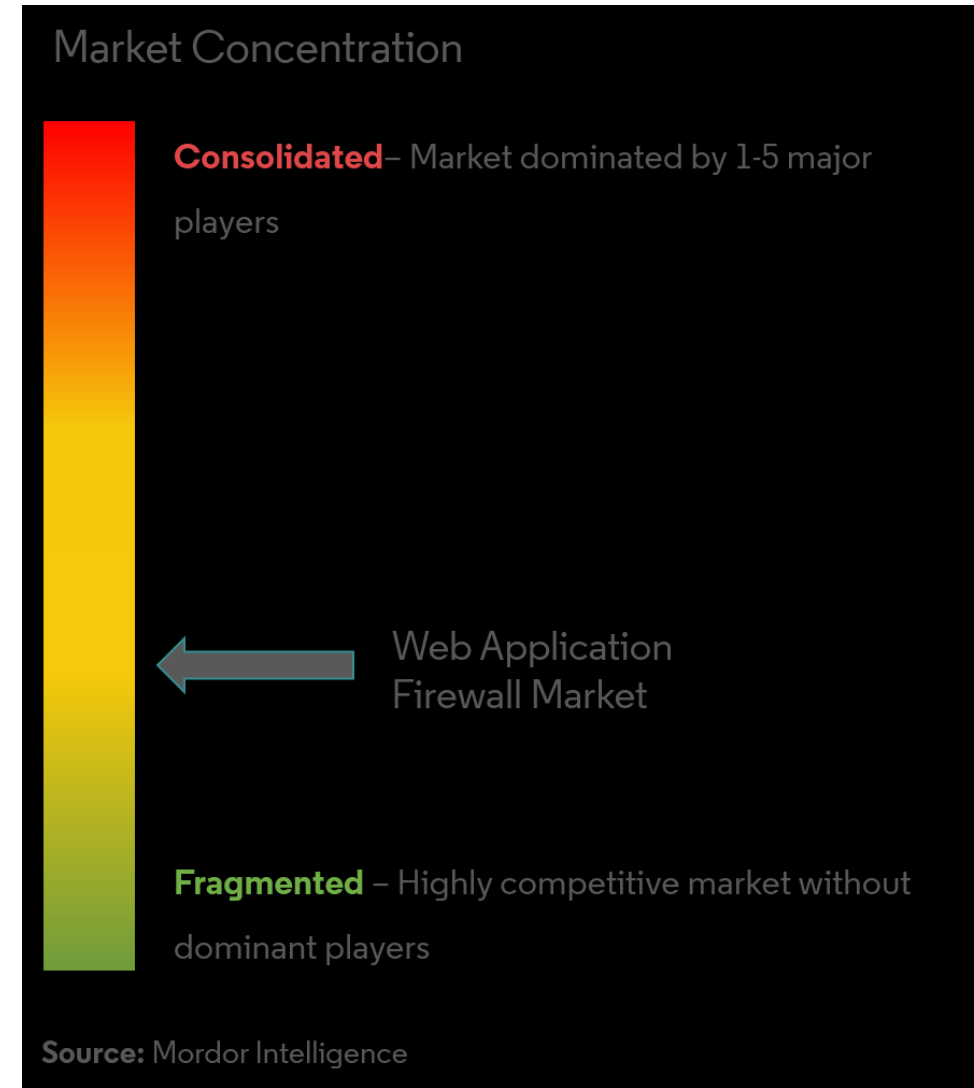 Market Concentration
Consolidated– Market dominated by 1-5 major
players
Web Application
Firewall Market
Fragmented – Highly competitive market without
dominant players
Source: Mordor Intelligence